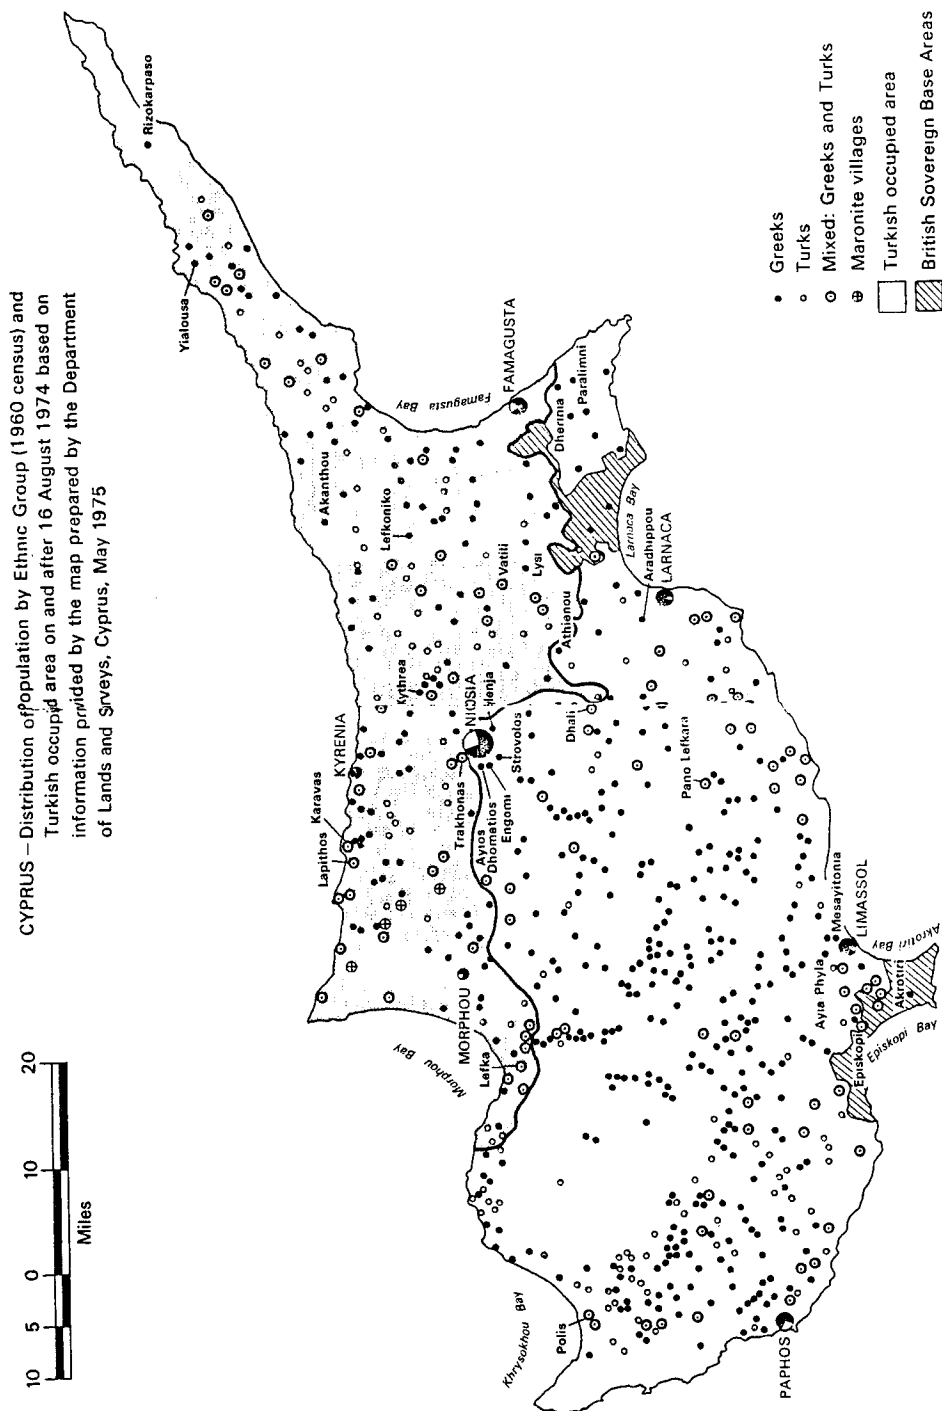 CYPRUS – Distribution of Population by Ethnic Group (1960 census) and
Turkish occupid area on and after 16 August 1974 based on
information prvided by the map prepared by the Department
of Lands and Srveys, Cyprus, May 1975
10 5 0 10 20
Miles
Rizokarpaso
Yialousa
Akanthou
Lefkoniko
Famagusta Bay
FAMAGUSTA
Dherinia
Paralimni
Vatili
Lysi
Athienou
Larnaca Bay
Aradhippou
LARNACA
Kythrea
KYRENIA
Karavas
Lapithos
NICOSIA
Trakhonas
Ayios
Dhometios
Engomi
Strovolos
Dhali
Pano Lefkara
MORPHOU
Morphou Bay
Lefka
Khrysokhou Bay
Polis
PAPHOS
Mesayitonia
LIMASSOL
Ayia Phyla
Akrotiri Bay
Akrotiri
Episkopi
Episkopi Bay
Greeks
Turks
Mixed: Greeks and Turks
Maronite villages
Turkish occupied area
British Sovereign Base Areas